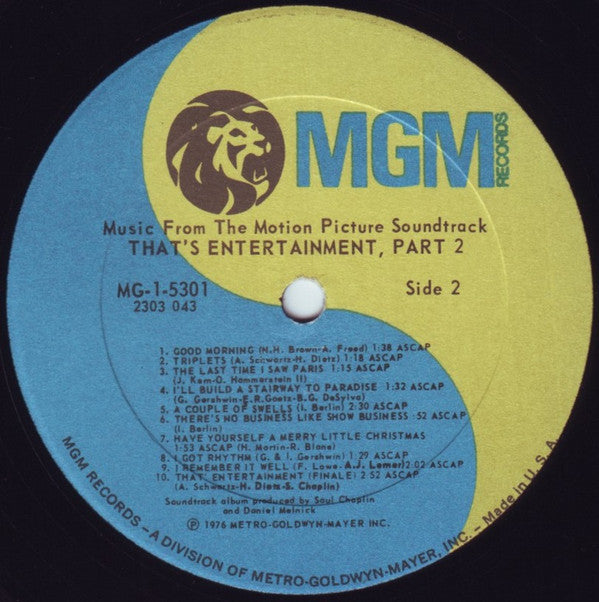 MGM RECORDS
Music From The Motion Picture Soundtrack
THAT'S ENTERTAINMENT, PART 2
MG-1-5301 Side 2
2303 043
1. GOOD MORNING (N.H. Brown-A. Freed) 1:38 ASCAP
2. TRIPLETS (A. Schwartz-H. Dietz) 1:18 ASCAP
3. THE LAST TIME I SAW PARIS 1:15 ASCAP
(J. Kern-O. Hammerstein II)
4. I'LL BUILD A STAIRWAY TO PARADISE 1:32 ASCAP
(G. Gershwin-E.R.Goetz-B.G. DeSylva)
5. A COUPLE OF SWELLS (I. Berlin) 2:30 ASCAP
6. THERE'S NO BUSINESS LIKE SHOW BUSINESS :52 ASCAP
(I. Berlin)
7. HAVE YOURSELF A MERRY LITTLE CHRISTMAS
1:53 ASCAP (H. Martin-R. Blane)
8. I GOT RHYTHM (G. & I. Gershwin) 1:29 ASCAP
9. I REMEMBER IT WELL (F. Lowe-A.J. Lerner) 2:02 ASCAP
10. THAT' ENTERTAINMENT (FINALE) 2:52 ASCAP
(A. Schwartz-H. Dietz-S. Chaplin)
Soundtrack album produced by Saul Chaplin
and Daniel Melnick
Ⓟ 1976 METRO-GOLDWYN-MAYER INC.
MGM RECORDS – A DIVISION OF METRO-GOLDWYN-MAYER, INC. – Made in U.S.A.